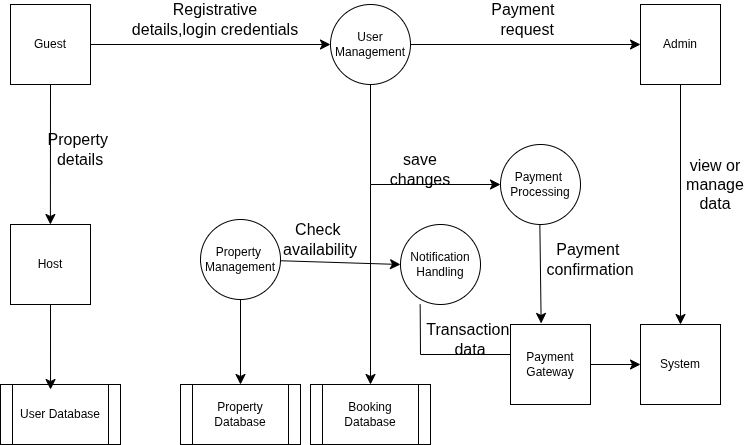 Registrative
details,login credentials
Payment
request
Guest
User
Management
Admin
Property
details
save
changes
Payment
Processing
view or
manage
data
Check
availability
Host
Property
Management
Notification
Handling
Payment
confirmation
Transaction
data
Payment
Gateway
System
User Database
Property
Database
Booking
Database